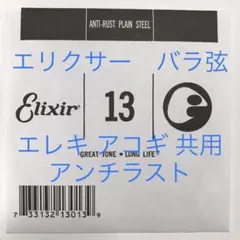 ANTI-RUST PLAIN STEEL
エリクサー　バラ弦
Elixir
13
エレキ アコギ 共用
GREAT TONE • LONG LIFE
アンチラスト
7 33132 13013 9